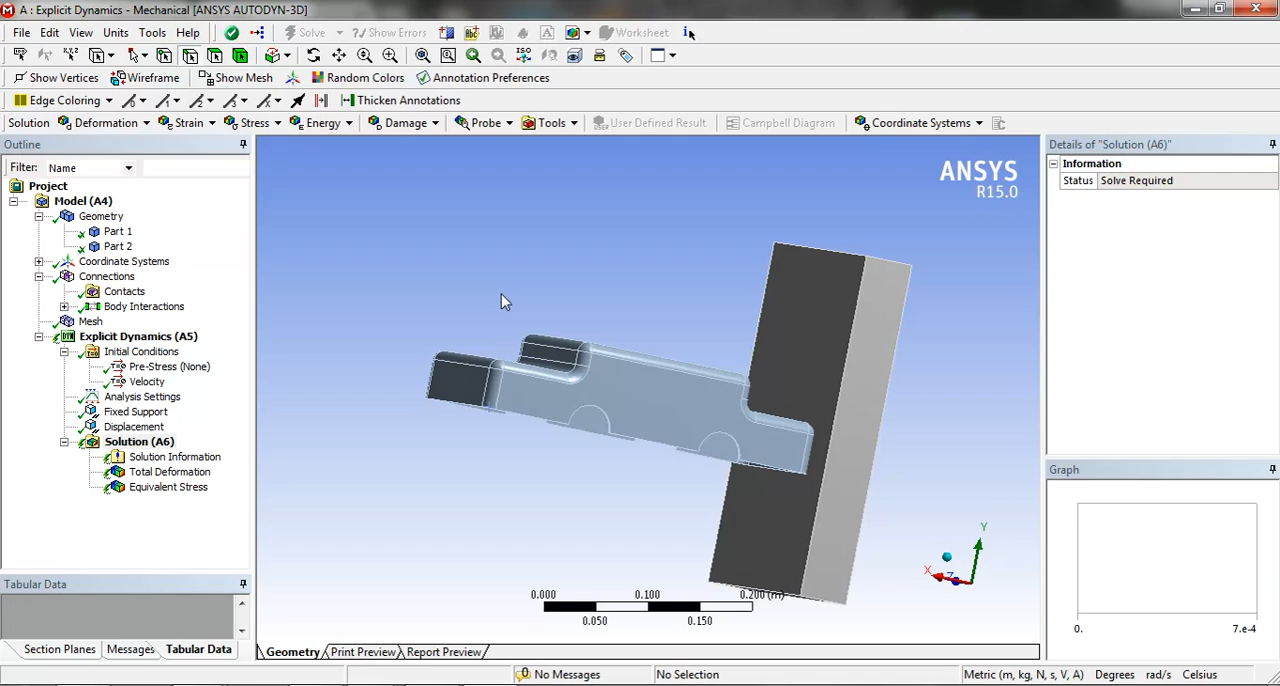 A : Explicit Dynamics - Mechanical [ANSYS AUTODYN-3D]
File Edit View Units Tools Help Solve Show Errors Worksheet
Show Vertices Wireframe Show Mesh Random Colors Annotation Preferences
Edge Coloring Thicken Annotations
Solution Deformation Strain Stress Energy Damage Probe Tools User Defined Result Campbell Diagram Coordinate Systems
Outline
Filter: Name
Project
Model (A4)
Geometry
Part 1
Part 2
Coordinate Systems
Connections
Contacts
Body Interactions
Mesh
Explicit Dynamics (A5)
Initial Conditions
Pre-Stress (None)
Velocity
Analysis Settings
Fixed Support
Displacement
Solution (A6)
Solution Information
Total Deformation
Equivalent Stress
Tabular Data
Section Planes Messages Tabular Data
ANSYS
R15.0
Y
X
Z
0.000 0.100 0.200 (m)
0.050 0.150
Geometry Print Preview Report Preview
Details of "Solution (A6)"
Information
Status Solve Required
Graph
0. 7.e-4
0 No Messages No Selection Metric (m, kg, N, s, V, A) Degrees rad/s Celsius